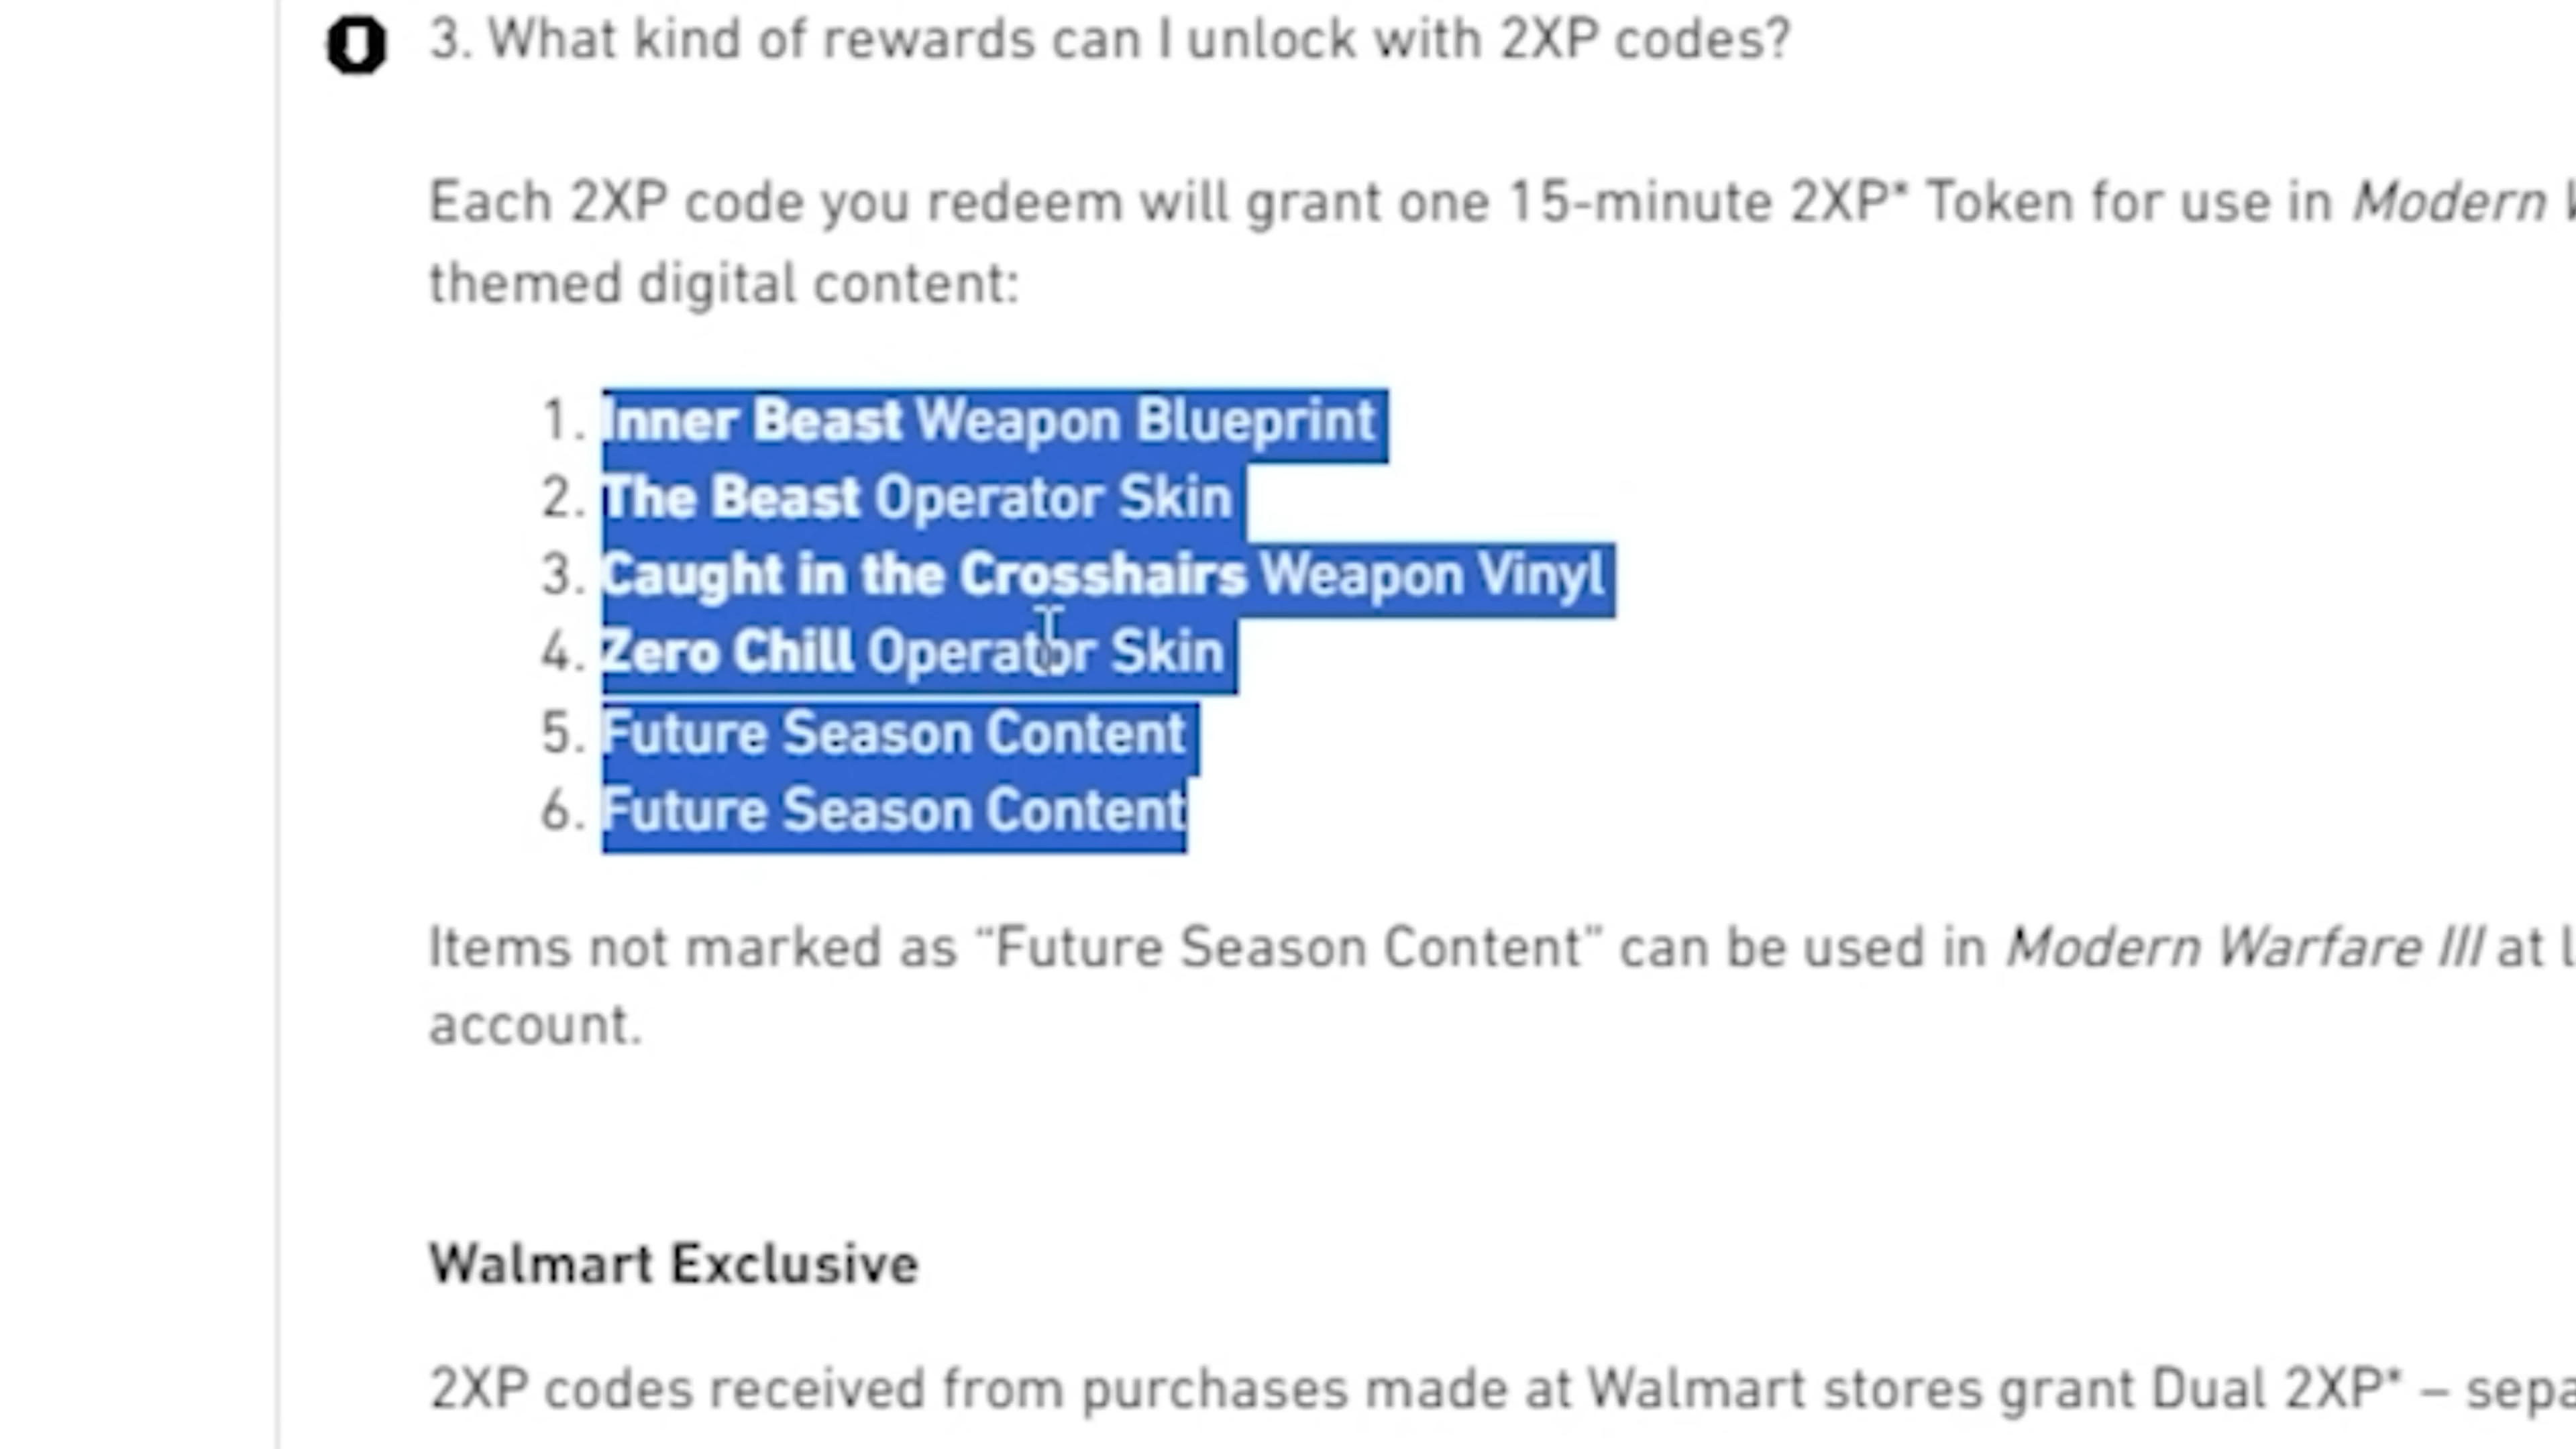 3. What kind of rewards can I unlock with 2XP codes?
Each 2XP code you redeem will grant one 15-minute 2XP* Token for use in Modern
themed digital content:
1. Inner Beast Weapon Blueprint
2. The Beast Operator Skin
3. Caught in the Crosshairs Weapon Vinyl
4. Zero Chill Operator Skin
5. Future Season Content
6. Future Season Content
Items not marked as “Future Season Content” can be used in Modern Warfare III at
account.
Walmart Exclusive
2XP codes received from purchases made at Walmart stores grant Dual 2XP* –